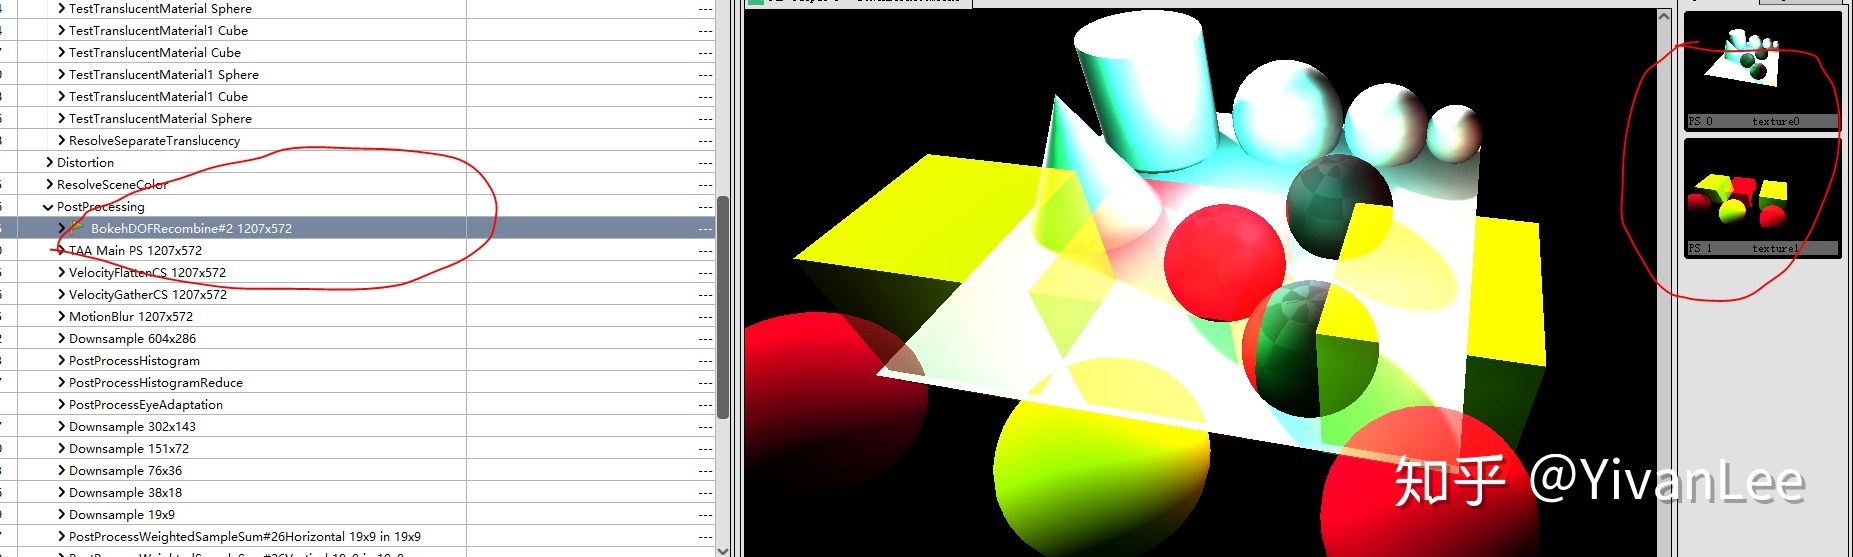 TestTranslucentMaterial Sphere ---
TestTranslucentMaterial1 Cube ---
TestTranslucentMaterial Cube ---
TestTranslucentMaterial1 Sphere ---
TestTranslucentMaterial1 Cube ---
TestTranslucentMaterial Sphere ---
ResolveSeparateTranslucency ---
Distortion ---
ResolveSceneColor ---
PostProcessing ---
BokehDOFRecombine#2 1207x572 ---
TAA Main PS 1207x572 ---
VelocityFlattenCS 1207x572 ---
VelocityGatherCS 1207x572 ---
MotionBlur 1207x572 ---
Downsample 604x286 ---
PostProcessHistogram ---
PostProcessHistogramReduce ---
PostProcessEyeAdaptation ---
Downsample 302x143 ---
Downsample 151x72 ---
Downsample 76x36 ---
Downsample 38x18 ---
Downsample 19x9 ---
PostProcessWeightedSampleSum#26Horizontal 19x9 in 19x9 ---
PS 0 texture0
PS 1 texture1
知乎 @YivanLee